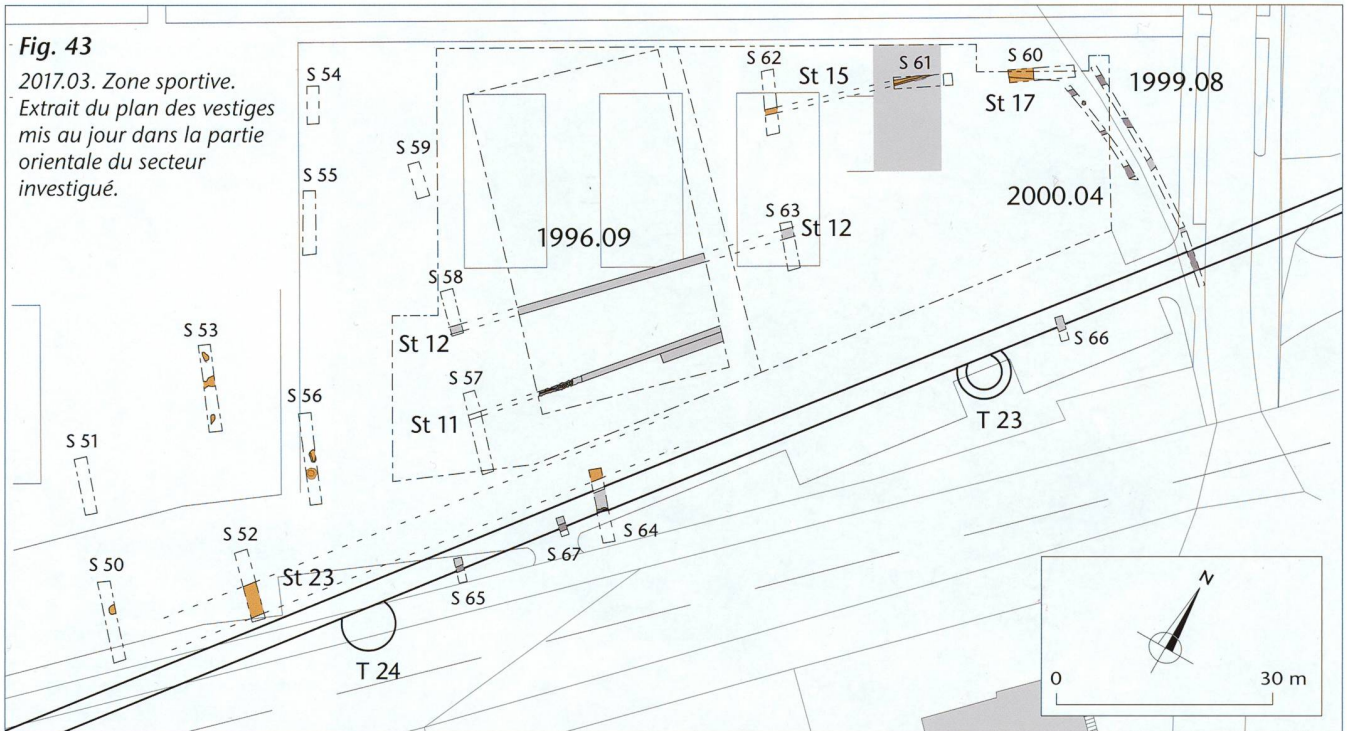 Fig. 43
2017.03. Zone sportive.
Extrait du plan des vestiges
mis au jour dans la partie
orientale du secteur
investigué.
S 54
S 62
St 15
S 61
S 60
St 17
1999.08
S 59
S 55
2000.04
S 63
St 12
1996.09
S 58
St 12
S 53
S 66
S 57
St 11
S 56
T 23
S 51
S 64
S 67
S 52
St 23
S 50
S 65
T 24
N
0 30 m